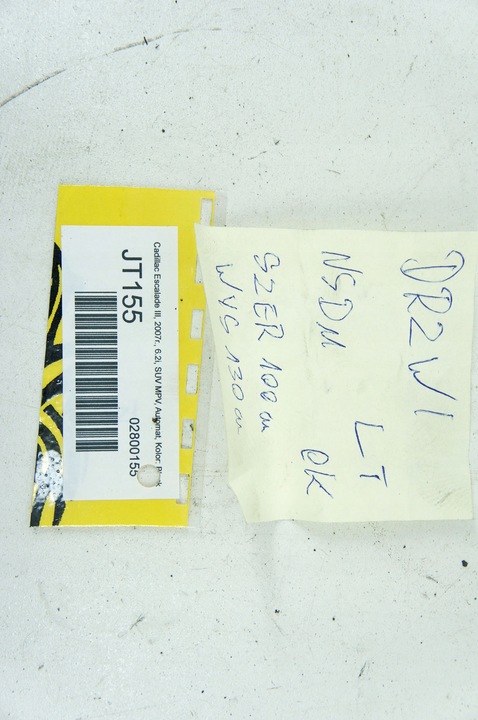 DRZWI
LT
NSDM OK
SZER 100 cm
WYS 130 cm
Cadillac Escalade III, 2007r., 6.2i, SUV MPV, Automat, Kolor:
JT155
02800155